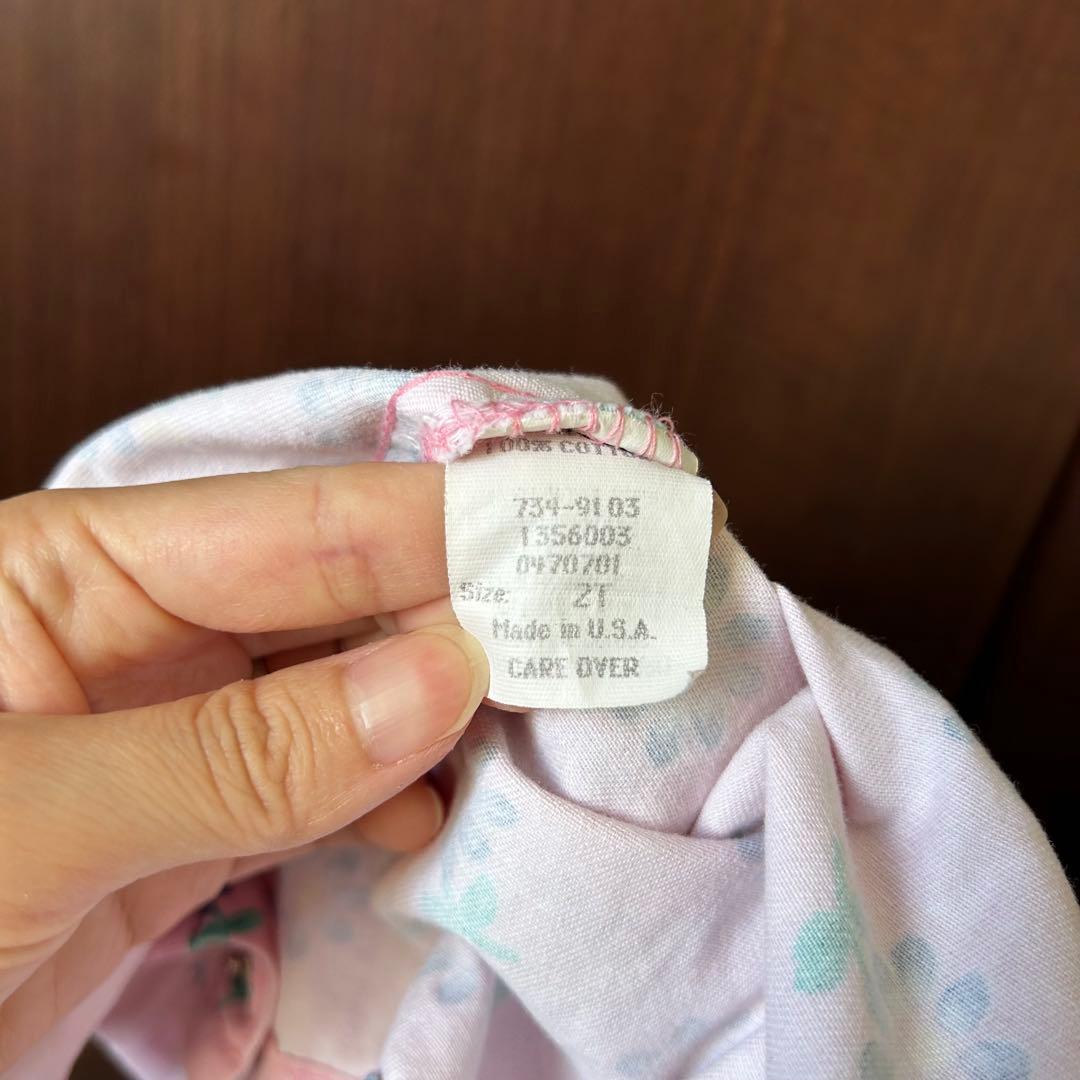 100% COTTON
734-9103
1356003
0470701
Size: 2T
Made in U.S.A.
CARE OVER